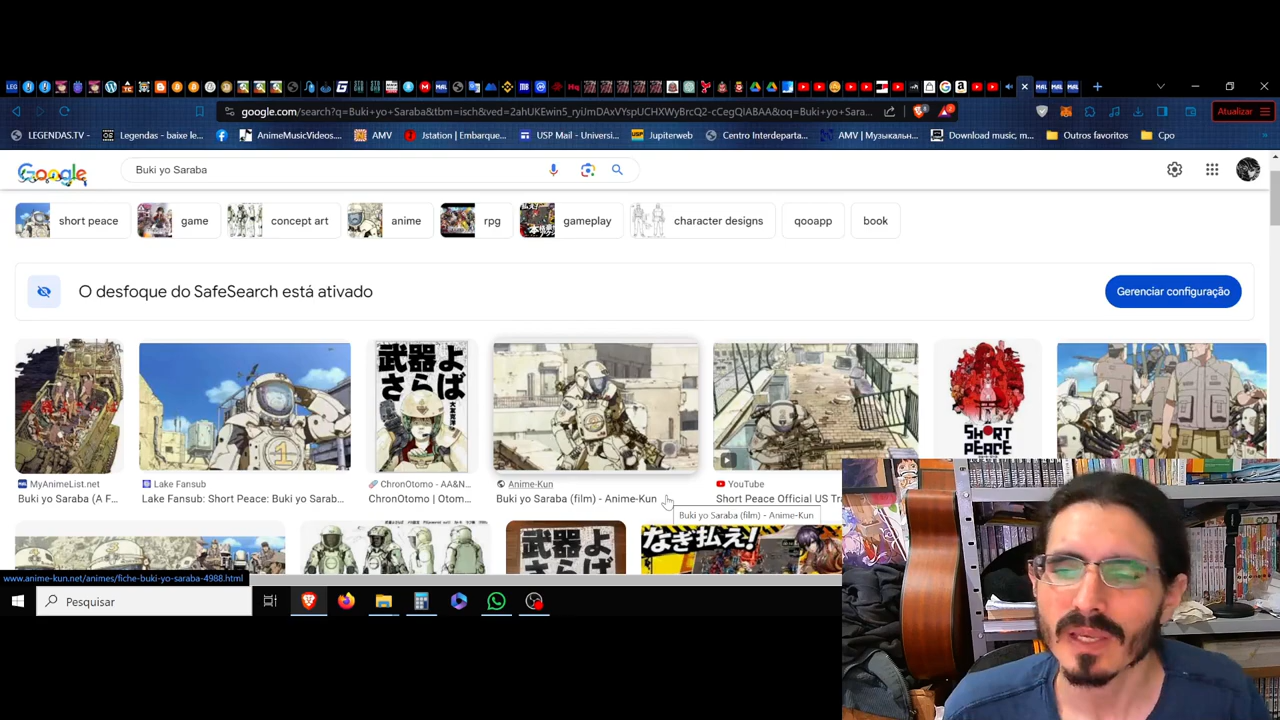 google.com/search?q=Buki+yo+Saraba&tbm=isch&ved=2ahUKEwin5_ryiJmDAxVYspUCHXWyBrcQ2-cCegQIABAA&oq=Buki+yo+Sara...
Atualizar
LEGENDAS.TV - Legendas - baixe le... AnimeMusicVideos.... AMV Jstation | Embarque... USP Mail - Universi... Jupiterweb Centro Interdeparta... AMV | Музыкальн... Download music, m... Outros favoritos Cpo
Google
Buki yo Saraba
short peace game concept art anime rpg gameplay character designs qooapp book
O desfoque do SafeSearch está ativado
Gerenciar configuração
武器よ
さらば
SHORT
PEACE
MyAnimeList.net
Buki yo Saraba (A F...
Lake Fansub
Lake Fansub: Short Peace: Buki yo Sarab...
ChronOtomo - AA&N...
ChronOtomo | Otom...
Anime-Kun
Buki yo Saraba (film) - Anime-Kun
YouTube
Short Peace Official US Tr
Buki yo Saraba (film) - Anime-Kun
武器よ
なぎ払え!
www.anime-kun.net/animes/fiche-buki-yo-saraba-4988.html
Pesquisar